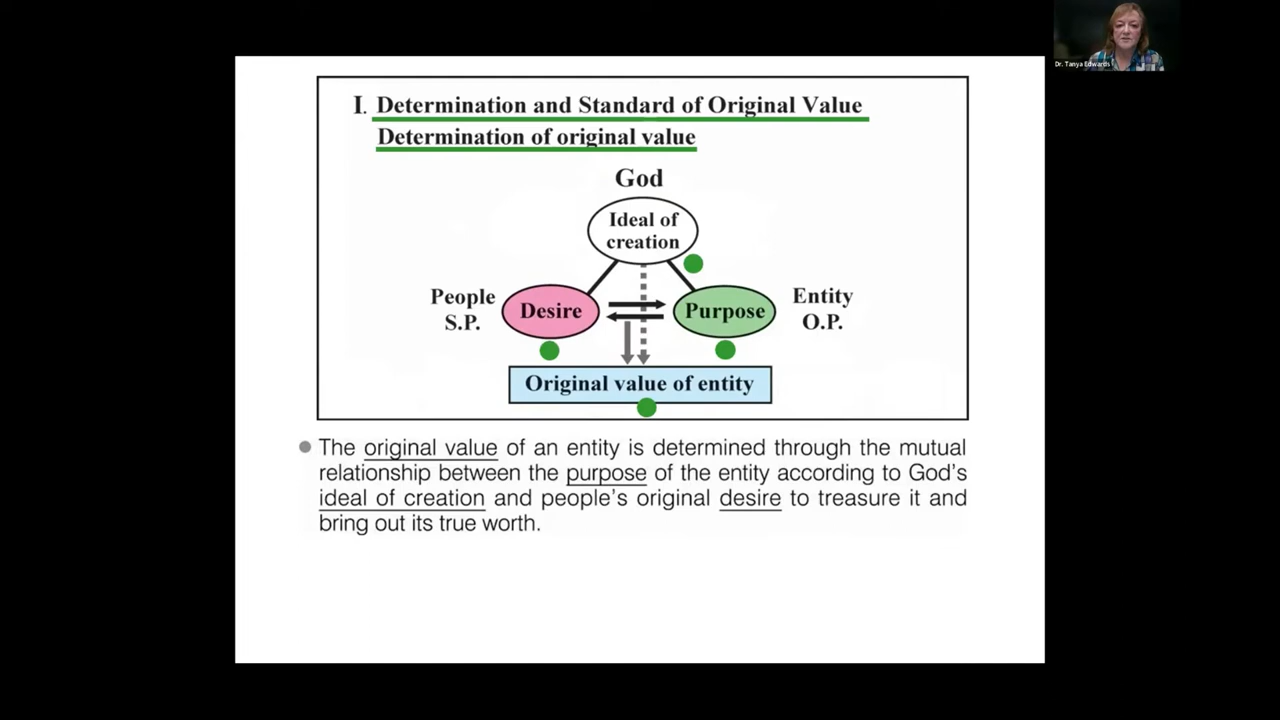 Dr. Tanya Edwards
I. Determination and Standard of Original Value
Determination of original value
God
Ideal of
creation
People
S.P.
Desire
Purpose
Entity
O.P.
Original value of entity
The original value of an entity is determined through the mutual
relationship between the purpose of the entity according to God's
ideal of creation and people's original desire to treasure it and
bring out its true worth.